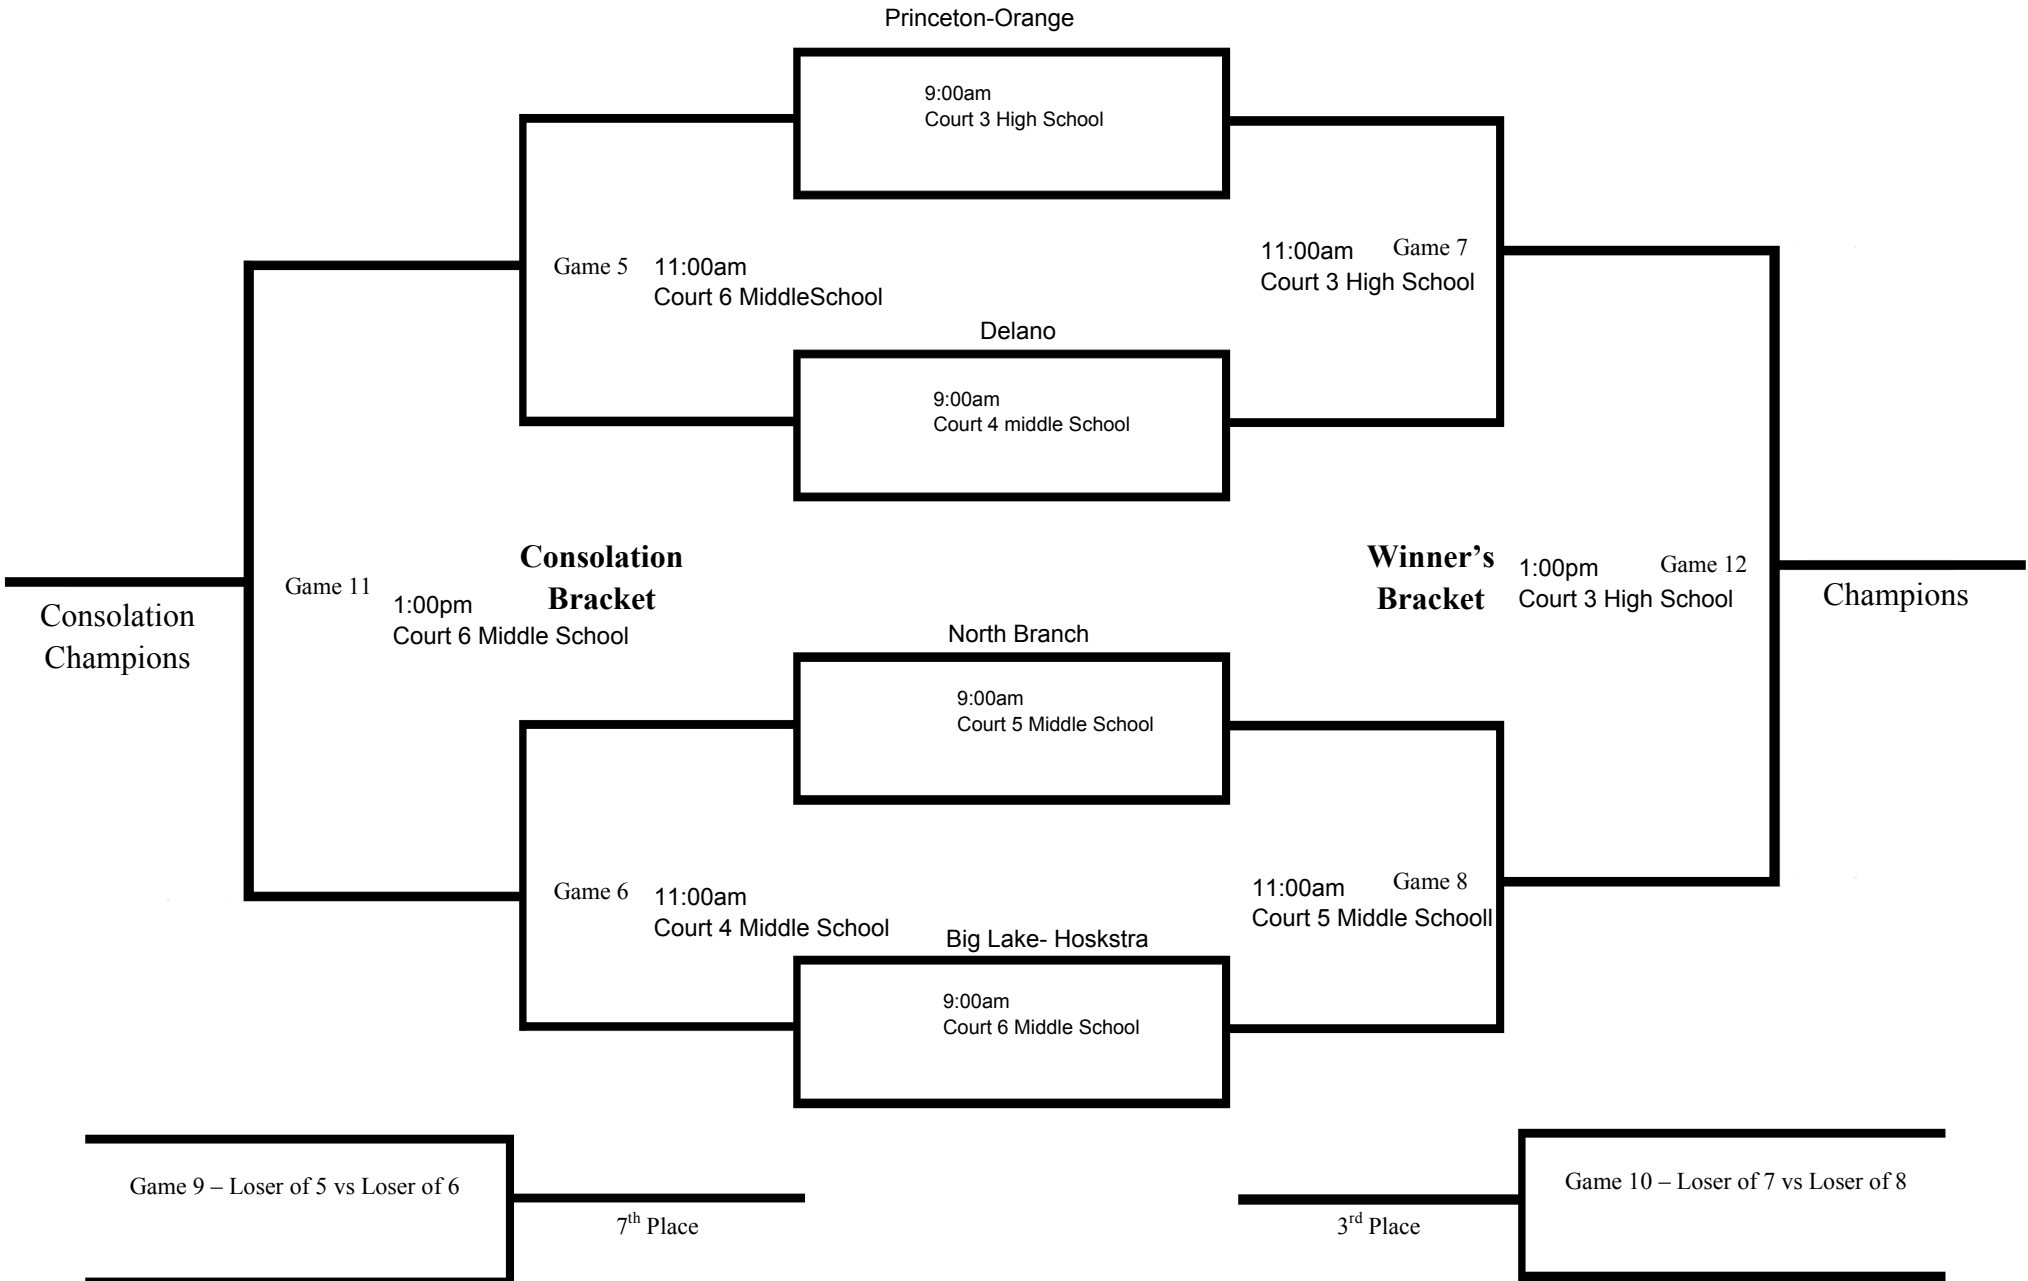 Princeton-Orange
9:00am
Court 3 High School
Game 5
11:00am
Court 6 MiddleSchool
11:00am
Game 7
Court 3 High School
Delano
9:00am
Court 4 middle School
Consolation
Bracket
Winner's
Bracket
Game 11
1:00pm
Court 6 Middle School
1:00pm
Game 12
Court 3 High School
Consolation
Champions
Champions
North Branch
9:00am
Court 5 Middle School
Game 6
11:00am
Court 4 Middle School
11:00am
Game 8
Court 5 Middle Schooll
Big Lake- Hoskstra
9:00am
Court 6 Middle School
Game 9 – Loser of 5 vs Loser of 6
7th Place
Game 10 – Loser of 7 vs Loser of 8
3rd Place